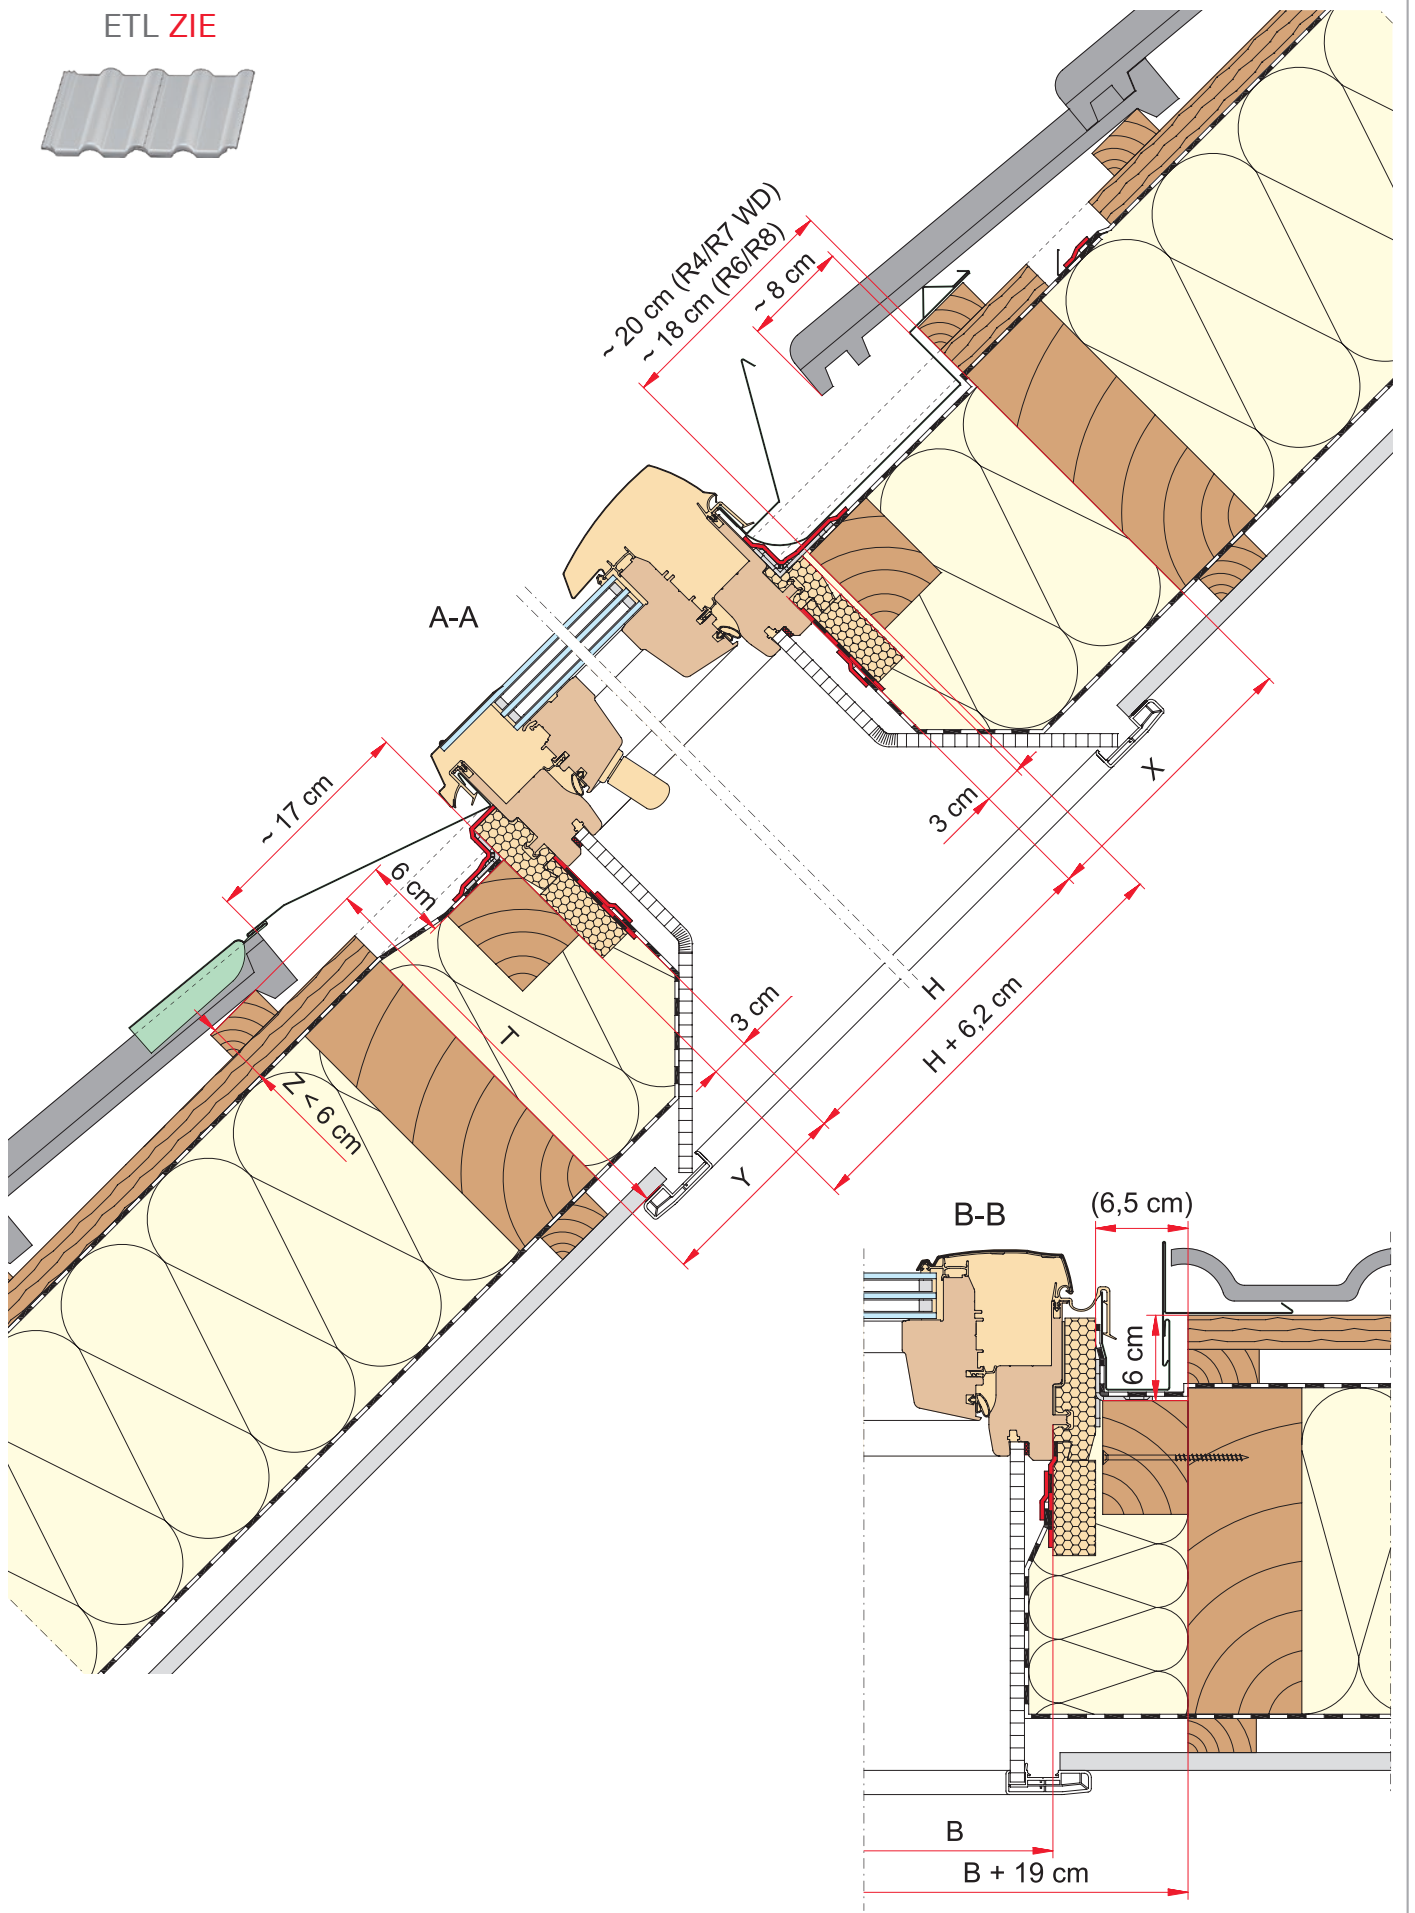 ETL ZIE
~ 20 cm (R4/R7 WD)
~ 18 cm (R6/R8)
~ 8 cm
A-A
~ 17 cm
6 cm
X
3 cm
H
H + 6,2 cm
3 cm
T
Z < 6 cm
Y
B-B
(6,5 cm)
6 cm
B
B + 19 cm